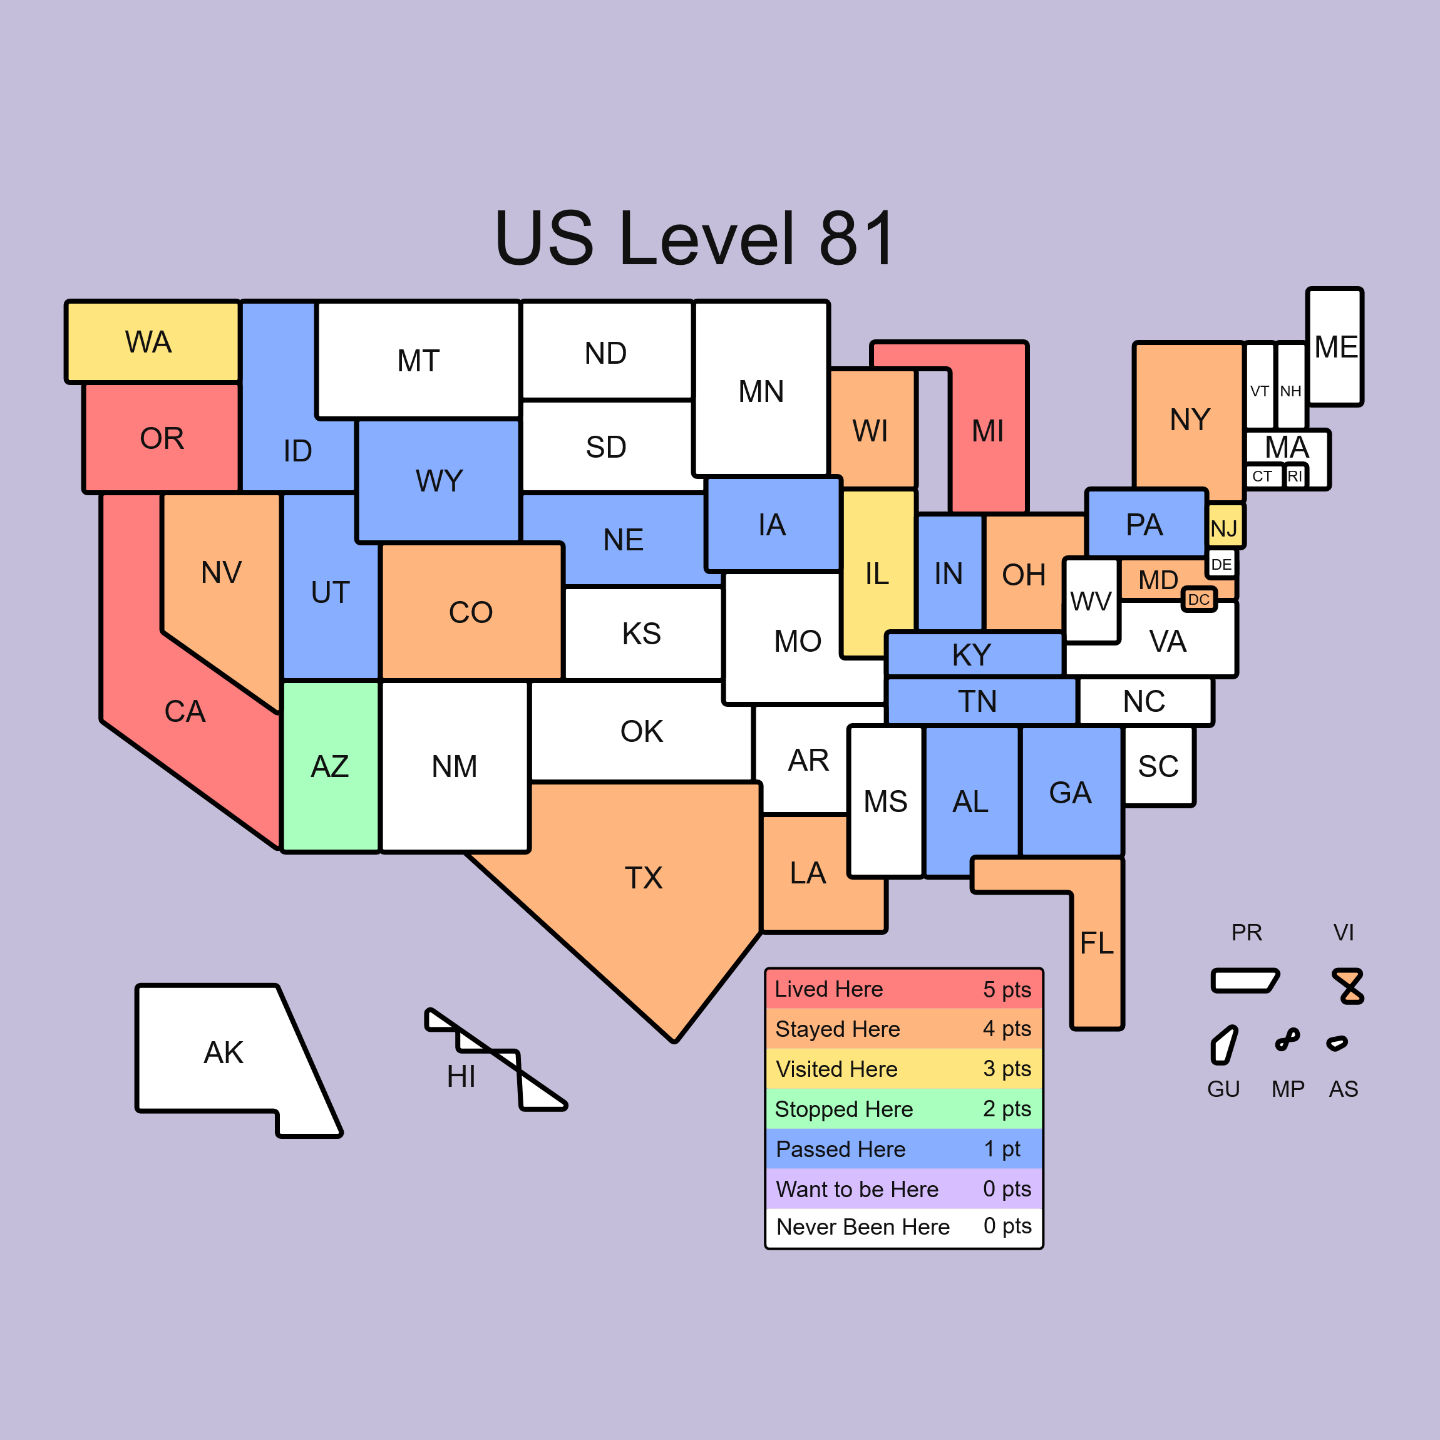 US Level 81
WA
MT
ND
MN
ME
OR
ID
SD
WI
MI
NY
VT
NH
MA
WY
CT
RI
NV
UT
NE
IA
IL
IN
OH
PA
NJ
DE
CO
KS
MO
WV
MD
DC
KY
VA
CA
TN
NC
AZ
NM
OK
AR
MS
AL
GA
SC
TX
LA
FL
PR
VI
AK
HI
GU
MP
AS
Lived Here 5 pts
Stayed Here 4 pts
Visited Here 3 pts
Stopped Here 2 pts
Passed Here 1 pt
Want to be Here 0 pts
Never Been Here 0 pts